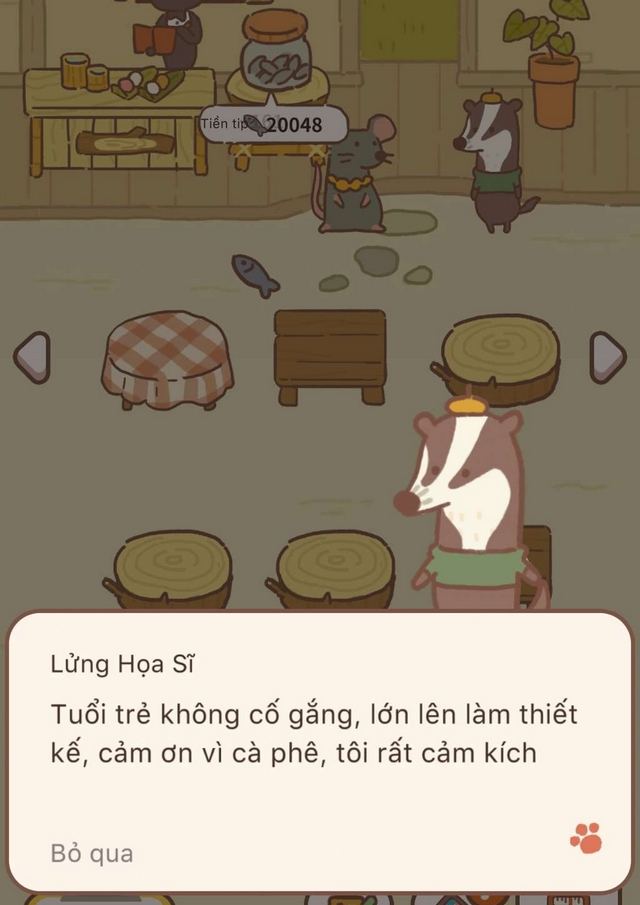 Tiền tip 20048
Lửng Họa Sĩ
Tuổi trẻ không cố gắng, lớn lên làm thiết
kế, cảm ơn vì cà phê, tôi rất cảm kích
Bỏ qua